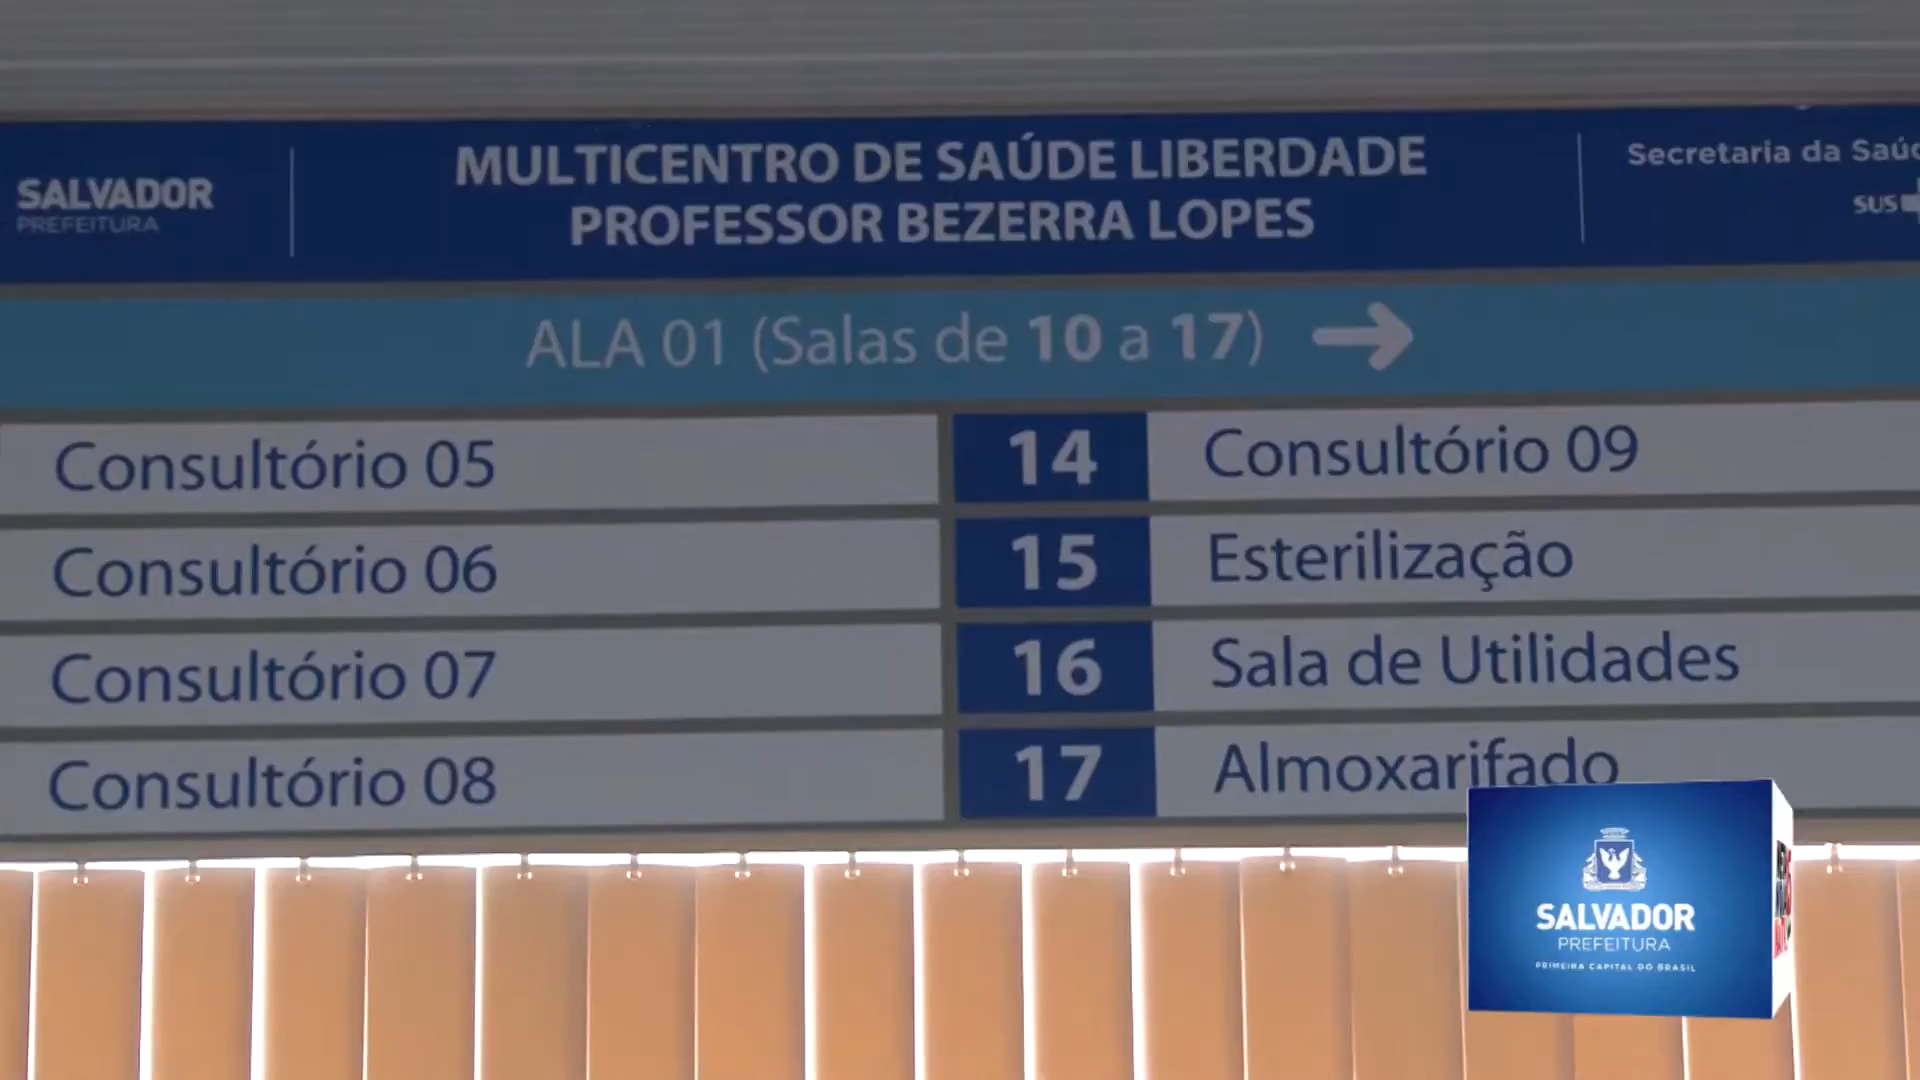 SALVADOR
PREFEITURA
MULTICENTRO DE SAÚDE LIBERDADE
PROFESSOR BEZERRA LOPES
Secretaria da
SUS
ALA 01 (Salas de 10 a 17) →
Consultório 05
14 Consultório 09
Consultório 06
15 Esterilização
Consultório 07
16 Sala de Utilidades
Consultório 08
17 Almoxarifado
SALVADOR
PREFEITURA
PRIMEIRA CAPITAL DO BRASIL